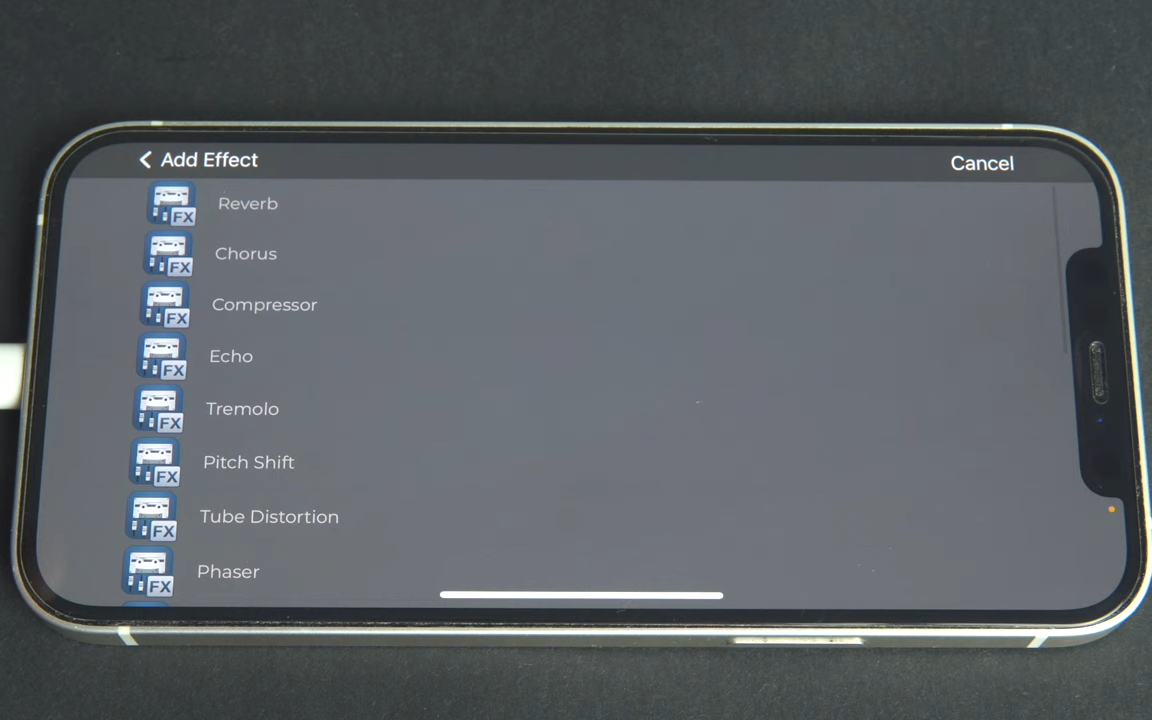 Add Effect
Cancel
FX
Reverb
FX
Chorus
FX
Compressor
FX
Echo
FX
Tremolo
FX
Pitch Shift
FX
Tube Distortion
FX
Phaser